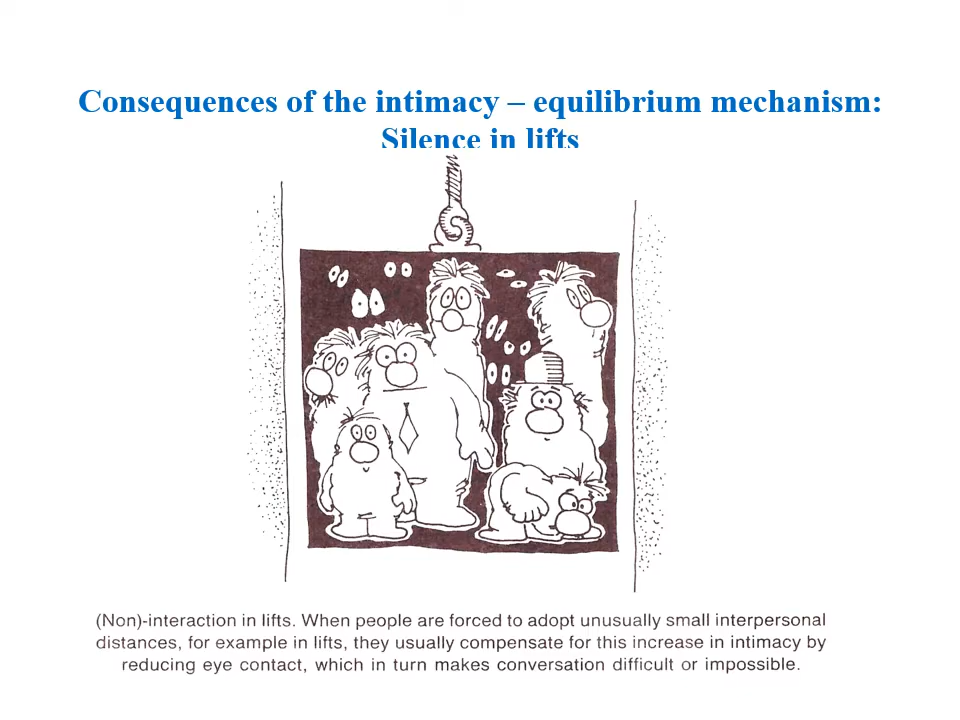 Consequences of the intimacy – equilibrium mechanism:
Silence in lifts
(Non)-interaction in lifts. When people are forced to adopt unusually small interpersonal
distances, for example in lifts, they usually compensate for this increase in intimacy by
reducing eye contact, which in turn makes conversation difficult or impossible.